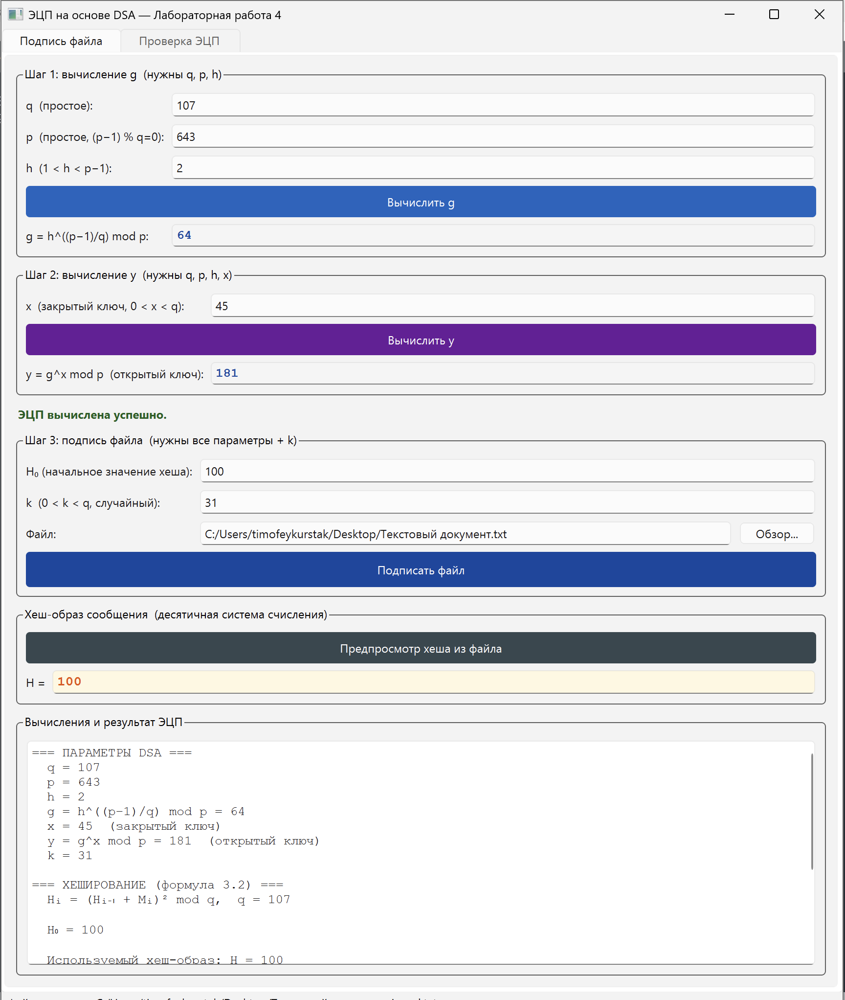 ЭЦП на основе DSA — Лабораторная работа 4
Подпись файла Проверка ЭЦП
Шаг 1: вычисление g (нужны q, p, h)
q (простое): 107
p (простое, (p−1) % q=0): 643
h (1 < h < p−1): 2
Вычислить g
g = h^((p−1)/q) mod p: 64
Шаг 2: вычисление y (нужны q, p, h, x)
x (закрытый ключ, 0 < x < q): 45
Вычислить y
y = g^x mod p (открытый ключ): 181
ЭЦП вычислена успешно.
Шаг 3: подпись файла (нужны все параметры + k)
H₀ (начальное значение хеша): 100
k (0 < k < q, случайный): 31
Файл: C:/Users/timofeykurstak/Desktop/Текстовый документ.txt Обзор...
Подписать файл
Хеш-образ сообщения (десятичная система счисления)
Предпросмотр хеша из файла
H = 100
Вычисления и результат ЭЦП
=== ПАРАМЕТРЫ DSA ===
q = 107
p = 643
h = 2
g = h^((p−1)/q) mod p = 64
x = 45 (закрытый ключ)
y = g^x mod p = 181 (открытый ключ)
k = 31
=== ХЕШИРОВАНИЕ (формула 3.2) ===
Hᵢ = (Hᵢ₋₁ + Mᵢ)² mod q, q = 107
H₀ = 100
Используемый хеш-образ: H = 100